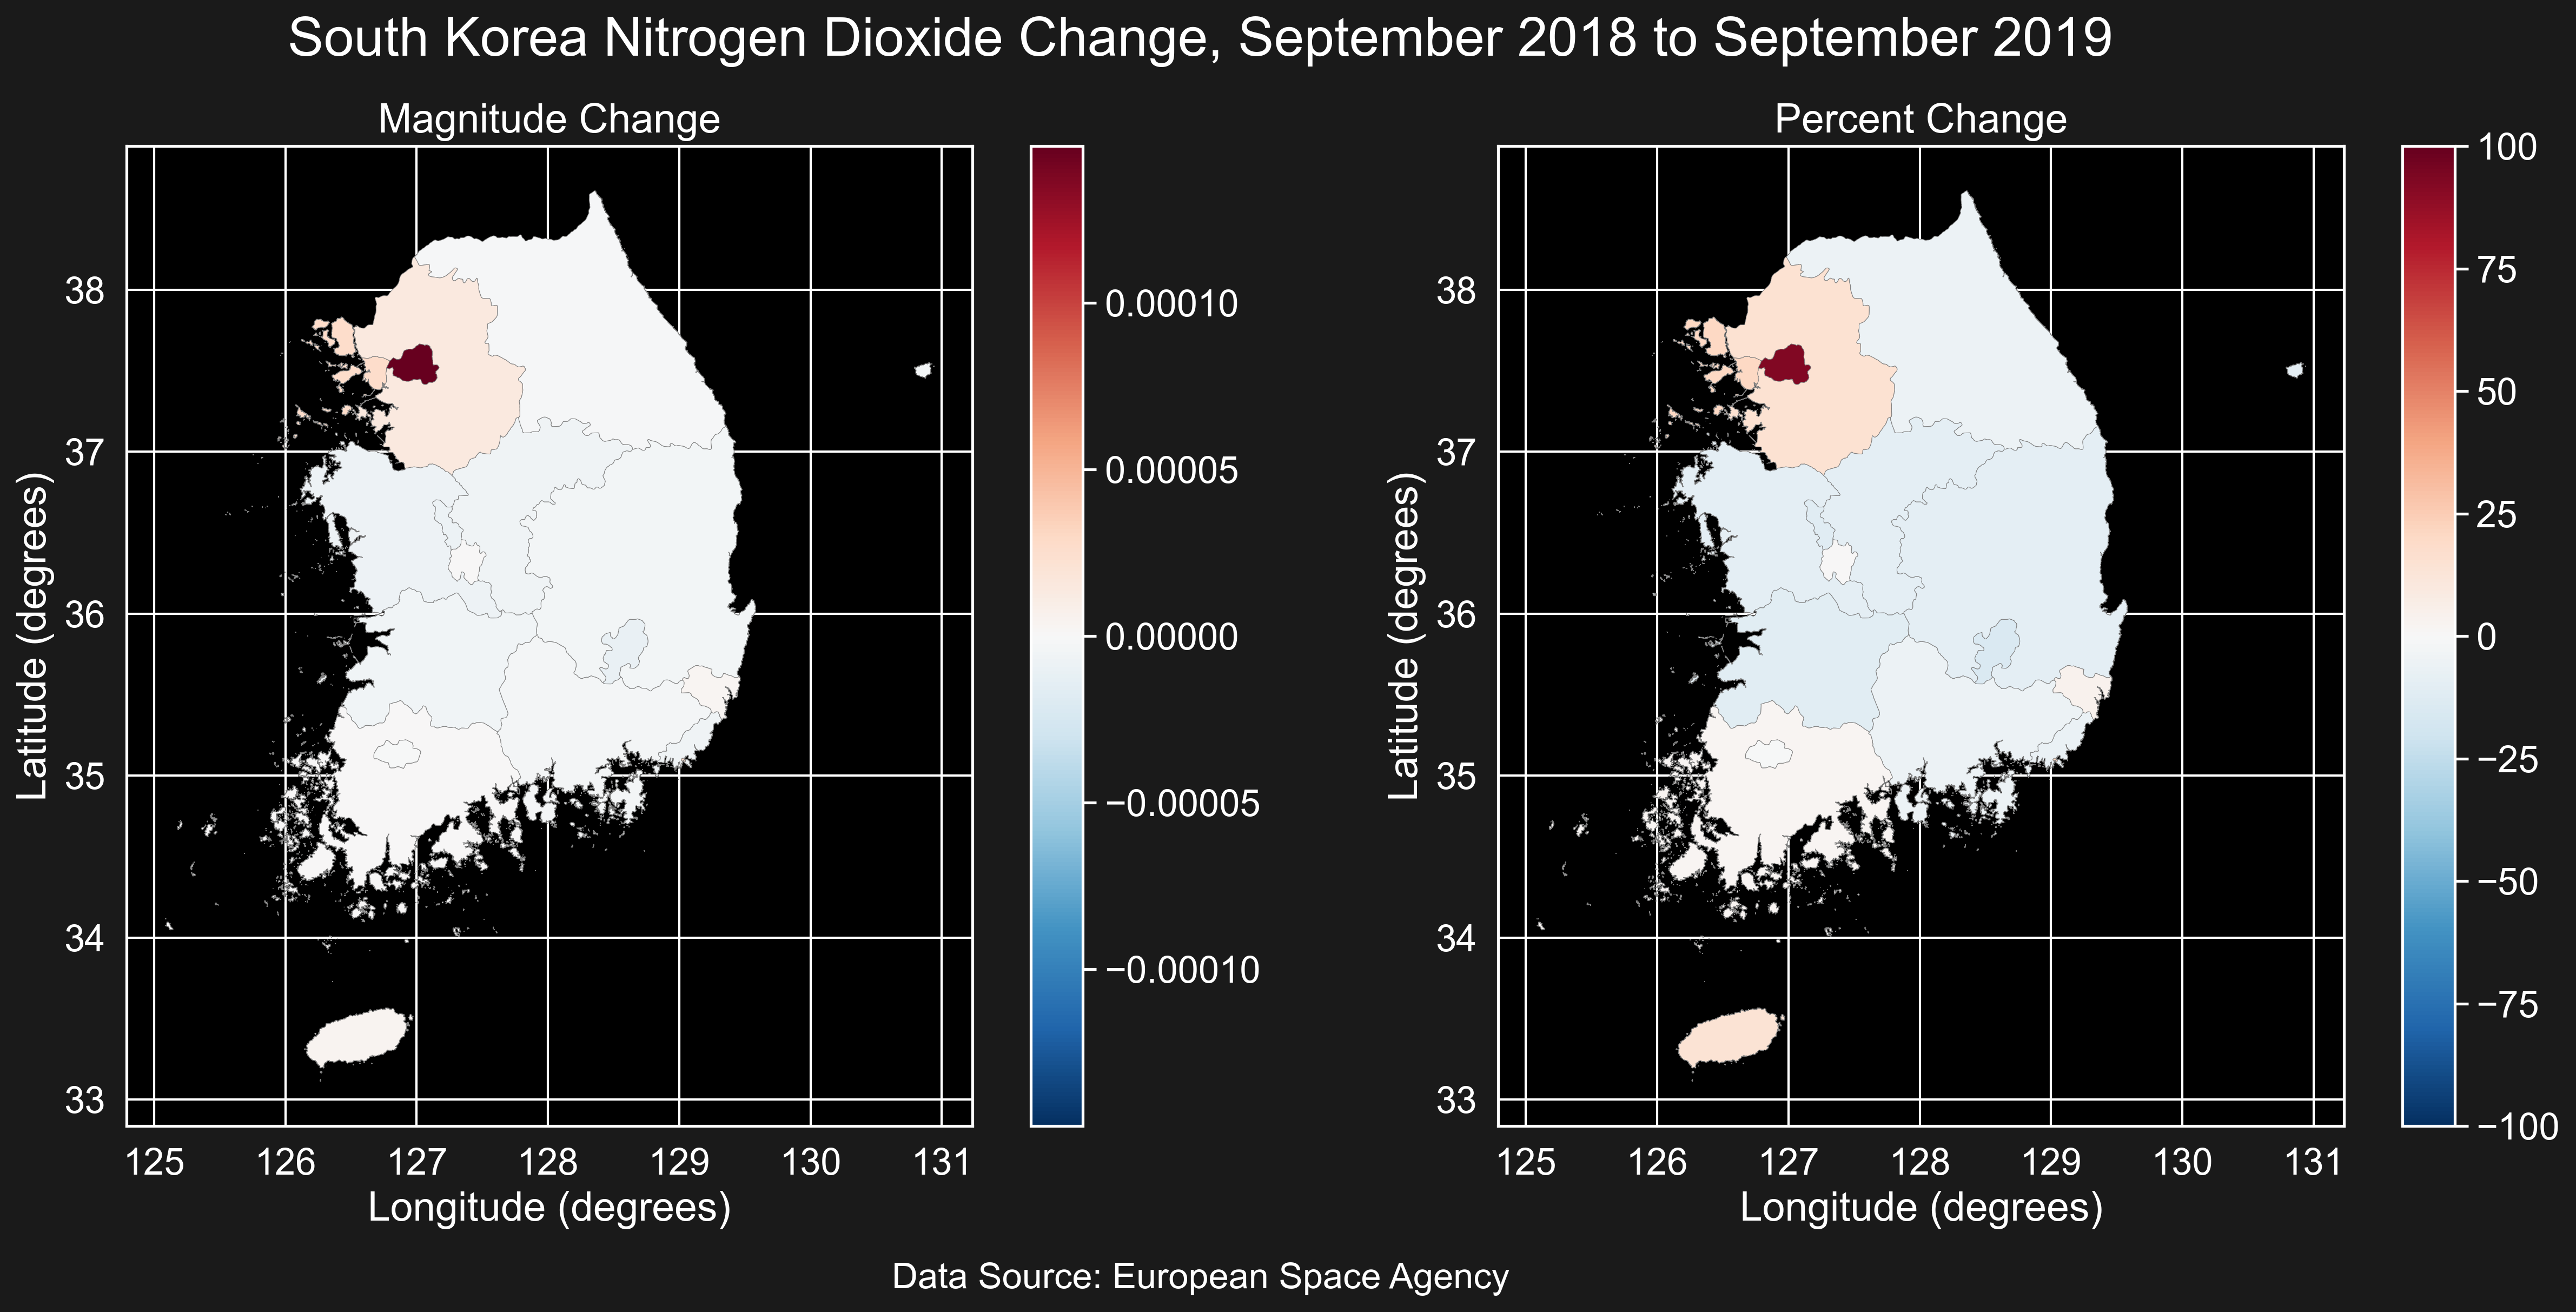 South Korea Nitrogen Dioxide Change, September 2018 to September 2019
Magnitude Change
Latitude (degrees)
38
37
36
35
34
33
125 126 127 128 129 130 131
Longitude (degrees)
0.00010
0.00005
0.00000
−0.00005
−0.00010
Percent Change
Latitude (degrees)
38
37
36
35
34
33
125 126 127 128 129 130 131
Longitude (degrees)
100
75
50
25
0
−25
−50
−75
−100
Data Source: European Space Agency